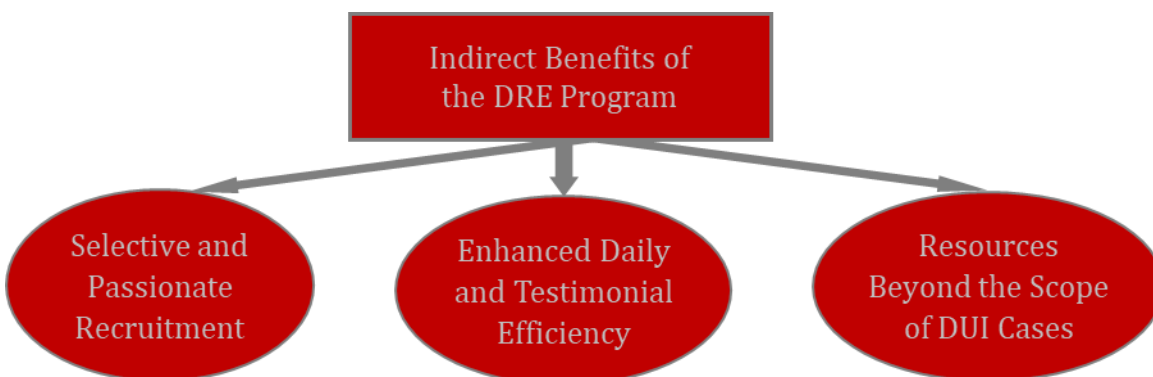 Indirect Benefits of
the DRE Program
Selective and
Passionate
Recruitment
Enhanced Daily
and Testimonial
Efficiency
Resources
Beyond the Scope
of DUI Cases